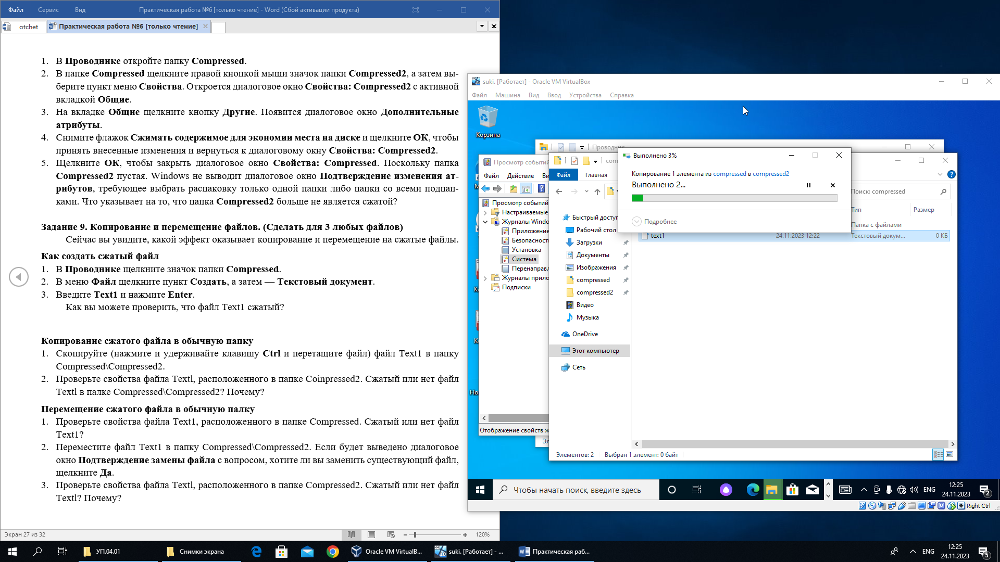 Файл Сервис Вид Практическая работа №6 [только чтение] - Word (Сбой активации продукта)
otchet Практическая работа №6 [только чтение]
1. В Проводнике откройте папку Compressed.
2. В папке Compressed щелкните правой кнопкой мыши значок папки Compressed2, а затем вы-
берите пункт меню Свойства. Откроется диалоговое окно Свойства: Compressed2 с активной
вкладкой Общие.
3. На вкладке Общие щелкните кнопку Другие. Появится диалоговое окно Дополнительные
атрибуты.
4. Снимите флажок Сжимать содержимое для экономии места на диске и щелкните ОК, чтобы
принять внесенные изменения и вернуться к диалоговому окну Свойства: Compressed2.
5. Щелкните ОК, чтобы закрыть диалоговое окно Свойства: Compressed. Поскольку папка
Compressed2 пустая. Windows не выводит диалоговое окно Подтверждение изменения ат-
рибутов, требующее выбрать распаковку только одной папки либо папки со всеми подпап-
ками. Что указывает на то, что папка Compressed2 больше не является сжатой?
Задание 9. Копирование и перемещение файлов. (Сделать для 3 любых файлов)
Сейчас вы увидите, какой эффект оказывает копирование и перемещение на сжатые файлы.
Как создать сжатый файл
1. В Проводнике щелкните значок папки Compressed.
2. В меню Файл щелкните пункт Создать, а затем — Текстовый документ.
3. Введите Text1 и нажмите Enter.
Как вы можете проверить, что файл Text1 сжатый?
Копирование сжатого файла в обычную папку
1. Скопируйте (нажмите и удерживайте клавишу Ctrl и перетащите файл) файл Text1 в папку
Compressed\Compressed2.
2. Проверьте свойства файла Textl, расположенного в папке Coinpressed2. Сжатый или нет файл
Textl в палке Compressed\Compressed2? Почему?
Перемещение сжатого файла в обычную палку
1. Проверьте свойства файла Text1, расположенного в папке Compressed. Сжатый или нет файл
Text1?
2. Переместите файл Text1 в папку Compressed\Compressed2. Если будет выведено диалоговое
окно Подтверждение замены файла с вопросом, хотите ли вы заменить существующий файл,
щелкните Да.
3. Проверьте свойства файла Textl, расположенного в папке Compressed2. Сжатый или нет файл
Textl? Почему?
Экран 27 из 32 120%
suki. [Работает] - Oracle VM VirtualBox
Файл Машина Вид Ввод Устройства Справка
Корзина
Проводник
Просмотр событий
Файл Действие Ви
Просмотр событий
Настраиваемые
Журналы Windo
Приложение
Безопасность
Установка
Система
Перенаправл
Журналы прило
Подписки
Отображение свойств ж
Эл
com
Файл Главная
Поиск: compressed
Тип Размер
Папка с файлами
text1 24.11.2023 12:22 Текстовый докум... 0 КБ
Быстрый доступ
Рабочий стол
Загрузки
Документы
Изображения
compressed
compressed2
Видео
Музыка
OneDrive
Этот компьютер
Сеть
Элементов: 2 Выбран 1 элемент: 0 байт
Выполнено 3%
Копирование 1 элемента из compressed в compressed2
Выполнено 2...
Подробнее
Чтобы начать поиск, введите здесь
ENG 12:25
24.11.2023 2
Right Ctrl
УП.04.01 Снимки экрана Oracle VM VirtualB... suki. [Работает] - ... Практическая раб...
ENG 12:25
24.11.2023 5